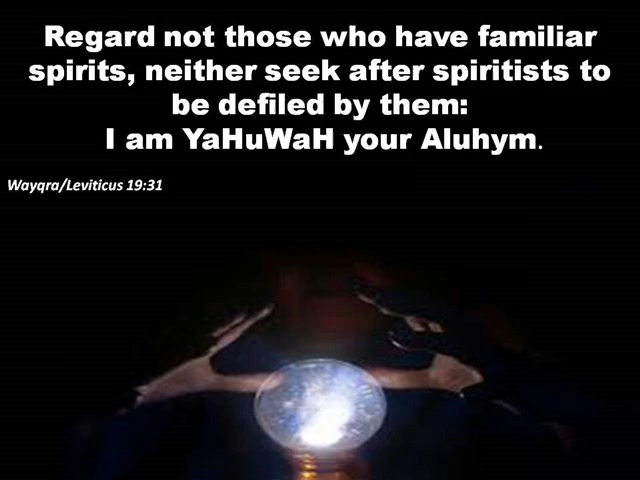 Regard not those who have familiar
spirits, neither seek after spiritists to
be defiled by them:
I am YaHuWaH your Aluhym.
Wayqra/Leviticus 19:31